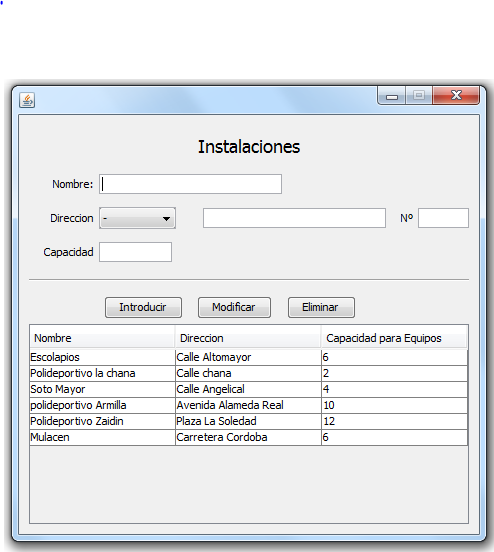 Instalaciones
Nombre:
Direccion - Nº
Capacidad
Introducir Modificar Eliminar
Nombre Direccion Capacidad para Equipos
Escolapios Calle Altomayor 6
Polideportivo la chana Calle chana 2
Soto Mayor Calle Angelical 4
polideportivo Armilla Avenida Alameda Real 10
Polideportivo Zaidin Plaza La Soledad 12
Mulacen Carretera Cordoba 6